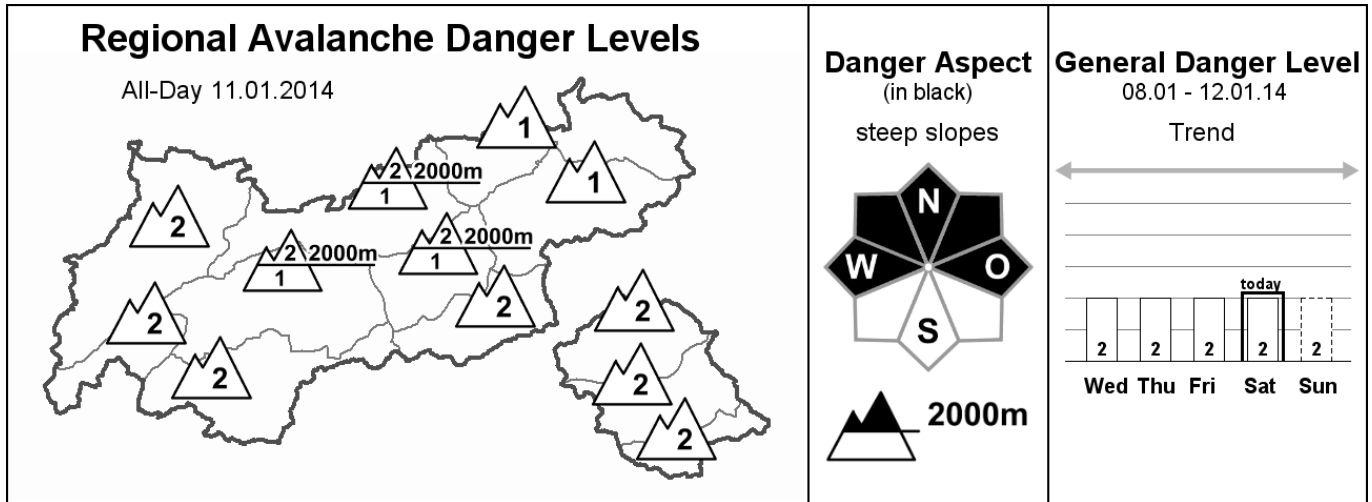 Regional Avalanche Danger Levels
All-Day 11.01.2014
1
1
2 2000m
1
2
2 2000m
1
2 2000m
1
2
2
2
2
2
2
Danger Aspect
(in black)
steep slopes
N
W O
S
2000m
General Danger Level
08.01 - 12.01.14
Trend
today
2 2 2 2 2
Wed Thu Fri Sat Sun